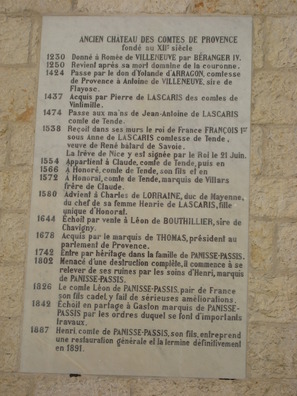 ANCIEN CHATEAU DES COMTES DE PROVENCE
fondé au XIIᵉ siècle
1230 Donné à Romée de VILLENEUVE par BÉRANGER IV.
1250 Revient après sa mort domaine de la couronne.
1424 Passe par le don d'Yolande d'ARRAGON, comtesse
de Provence à Antoine de VILLENEUVE, sire de
Flayosc.
1437 Acquis par Pierre de LASCARIS des comtes de
Vintimille.
1474 Passe aux mains de Jean-Antoine de LASCARIS
comte de Tende.
1538 Reçoit dans ses murs le roi de France FRANÇOIS Iᵉʳ
sous Anne de LASCARIS comtesse de Tende,
veuve de René bâtard de Savoie.
La trève de Nice y est signée par le Roi le 21 Juin.
1554 Appartient à Claude, comte de Tende, puis en
1566 A Honoré, comte de Tende, son fils et en
1572 A Honorat, comte de Tende, marquis de Villars
frère de Claude.
1580 Advient à Charles de LORRAINE, duc de Mayenne,
du chef de sa femme Henrie de LASCARIS, fille
unique d'Honorat.
1644 Échoit par vente à Léon de BOUTHILLIER, sire de
Chavigny.
1678 Acquis par le marquis de THOMAS, président au
parlement de Provence.
1742 Entre par héritage dans la famille de PANISSE-PASSIS.
1802 Menacé d'une destruction complète, il commence à se
relever de ses ruines par les soins d'Henri, marquis
de PANISSE-PASSIS.
1826 Le comte Léon de PANISSE-PASSIS, pair de France
son fils cadet, y fait de sérieuses améliorations.
1842 Échoit en partage à Gaston marquis de PANISSE-
PASSIS par les ordres duquel se font d'importants
travaux.
1887 Henri, comte de PANISSE-PASSIS, son fils, entreprend
une restauration générale et la termine définitivement
en 1891.